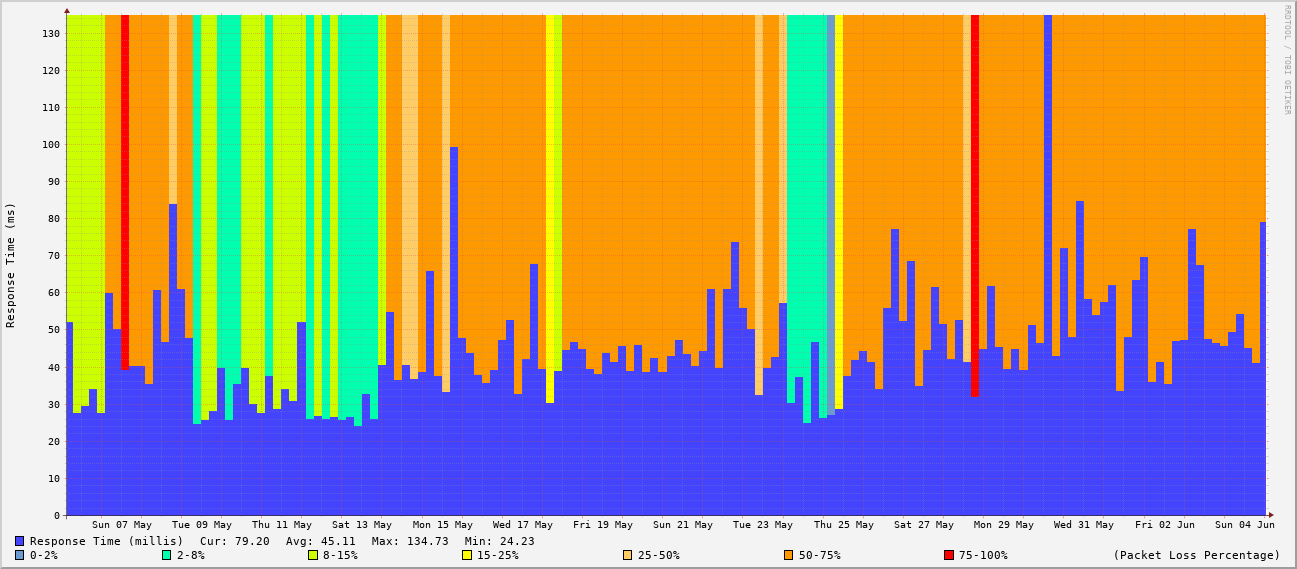 RRDTOOL / TOBI OETIKER
Response Time (ms)
130
120
110
100
90
80
70
60
50
40
30
20
10
0
Sun 07 May Tue 09 May Thu 11 May Sat 13 May Mon 15 May Wed 17 May Fri 19 May Sun 21 May Tue 23 May Thu 25 May Sat 27 May Mon 29 May Wed 31 May Fri 02 Jun Sun 04 Jun
Response Time (millis) Cur: 79.20 Avg: 45.11 Max: 134.73 Min: 24.23
0-2% 2-8% 8-15% 15-25% 25-50% 50-75% 75-100% (Packet Loss Percentage)